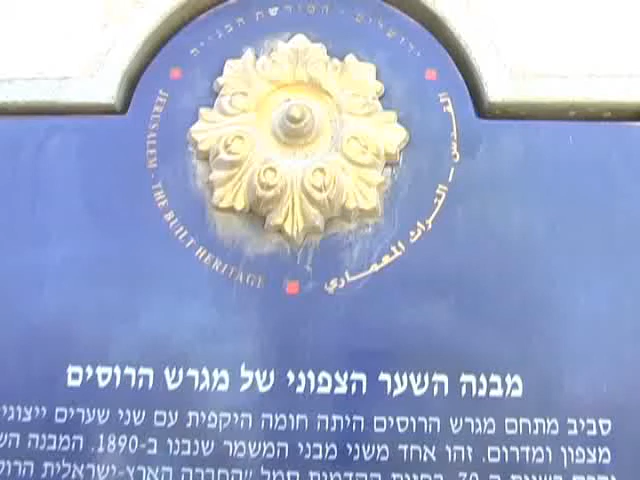 ירושלים - המורשת הבנויה
JERUSALEM - THE BUILT HERITAGE
القدس - التراث المعماري
מבנה השער הצפוני של מגרש הרוסים
סביב מתחם מגרש הרוסים היתה חומה היקפית עם שני שערים ייצוגיי
מצפון ומדרום. זהו אחד משני מבני המשמר שנבנו ב-1890. המבנה